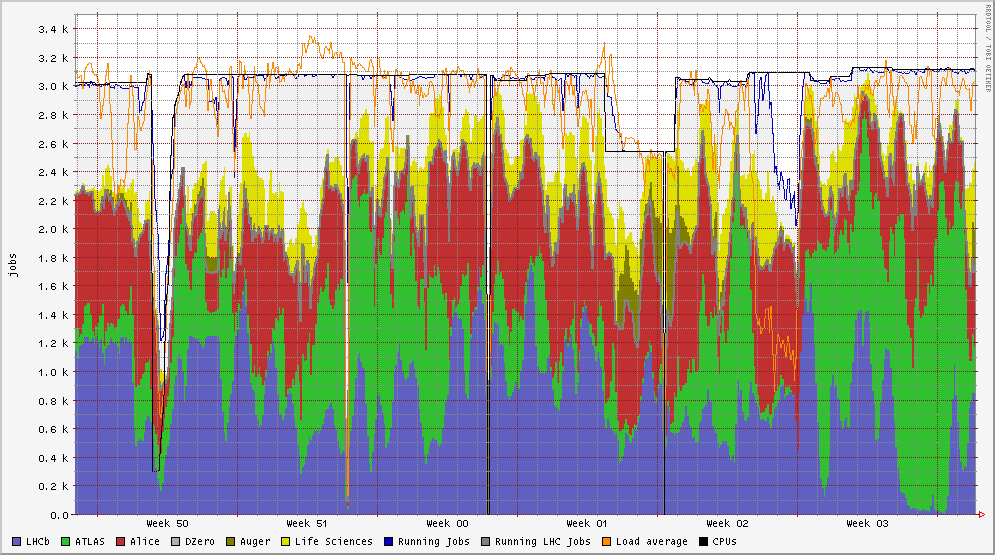 RRDTOOL / TOBI OETIKER
3.4 k
3.2 k
3.0 k
2.8 k
2.6 k
2.4 k
2.2 k
2.0 k
1.8 k
1.6 k
1.4 k
1.2 k
1.0 k
0.8 k
0.6 k
0.4 k
0.2 k
0.0
jobs
Week 50 Week 51 Week 00 Week 01 Week 02 Week 03
LHCb ATLAS Alice DZero Auger Life Sciences Running Jobs Running LHC Jobs Load average CPUs